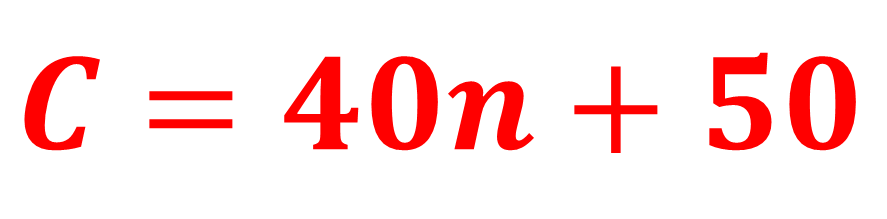 C = 40n + 50